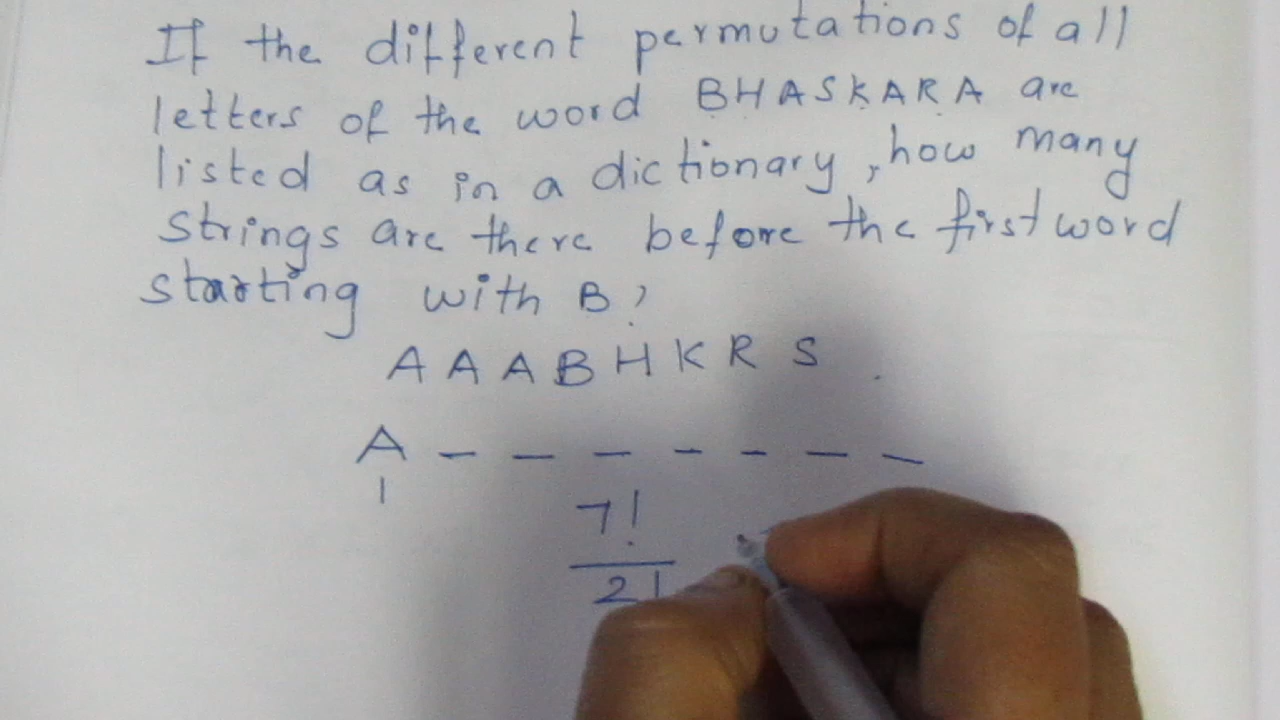 If the different permutations of all
letters of the word BHASKARA are
listed as in a dictionary, how many
strings are there before the first word
starting with B?
A A A B H K R S
A _ _ _ _ _ _ _
1
7!
2!